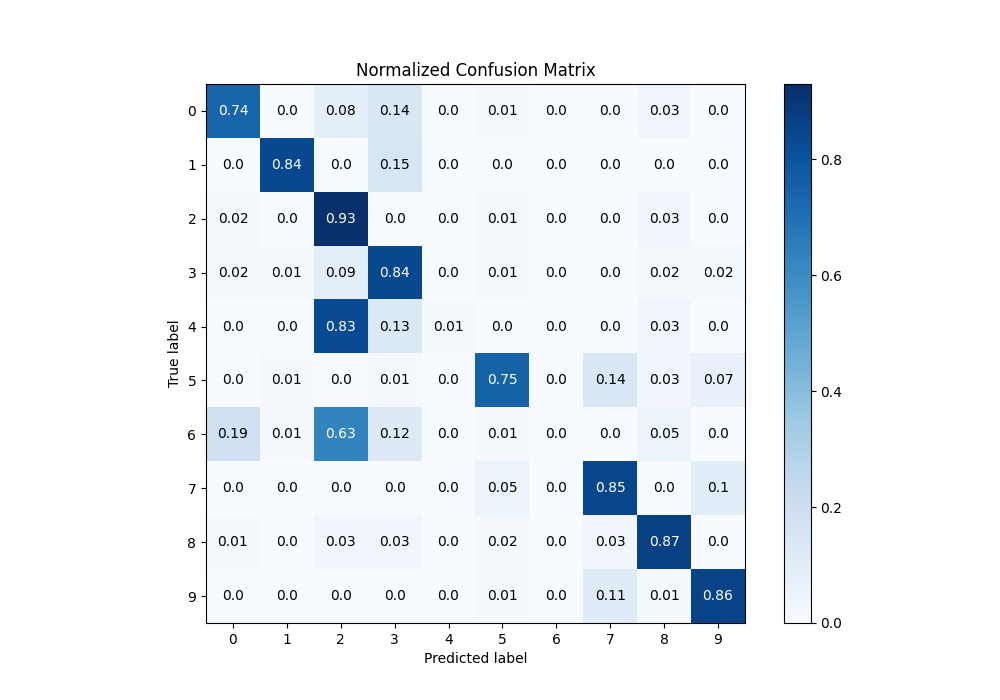 Normalized Confusion Matrix
0 0.74 0.0 0.08 0.14 0.0 0.01 0.0 0.0 0.03 0.0
1 0.0 0.84 0.0 0.15 0.0 0.0 0.0 0.0 0.0 0.0
2 0.02 0.0 0.93 0.0 0.0 0.01 0.0 0.0 0.03 0.0
3 0.02 0.01 0.09 0.84 0.0 0.01 0.0 0.0 0.02 0.02
4 0.0 0.0 0.83 0.13 0.01 0.0 0.0 0.0 0.03 0.0
5 0.0 0.01 0.0 0.01 0.0 0.75 0.0 0.14 0.03 0.07
6 0.19 0.01 0.63 0.12 0.0 0.01 0.0 0.0 0.05 0.0
7 0.0 0.0 0.0 0.0 0.0 0.05 0.0 0.85 0.0 0.1
8 0.01 0.0 0.03 0.03 0.0 0.02 0.0 0.03 0.87 0.0
9 0.0 0.0 0.0 0.0 0.0 0.01 0.0 0.11 0.01 0.86
0 1 2 3 4 5 6 7 8 9
Predicted label
True label
0.8
0.6
0.4
0.2
0.0